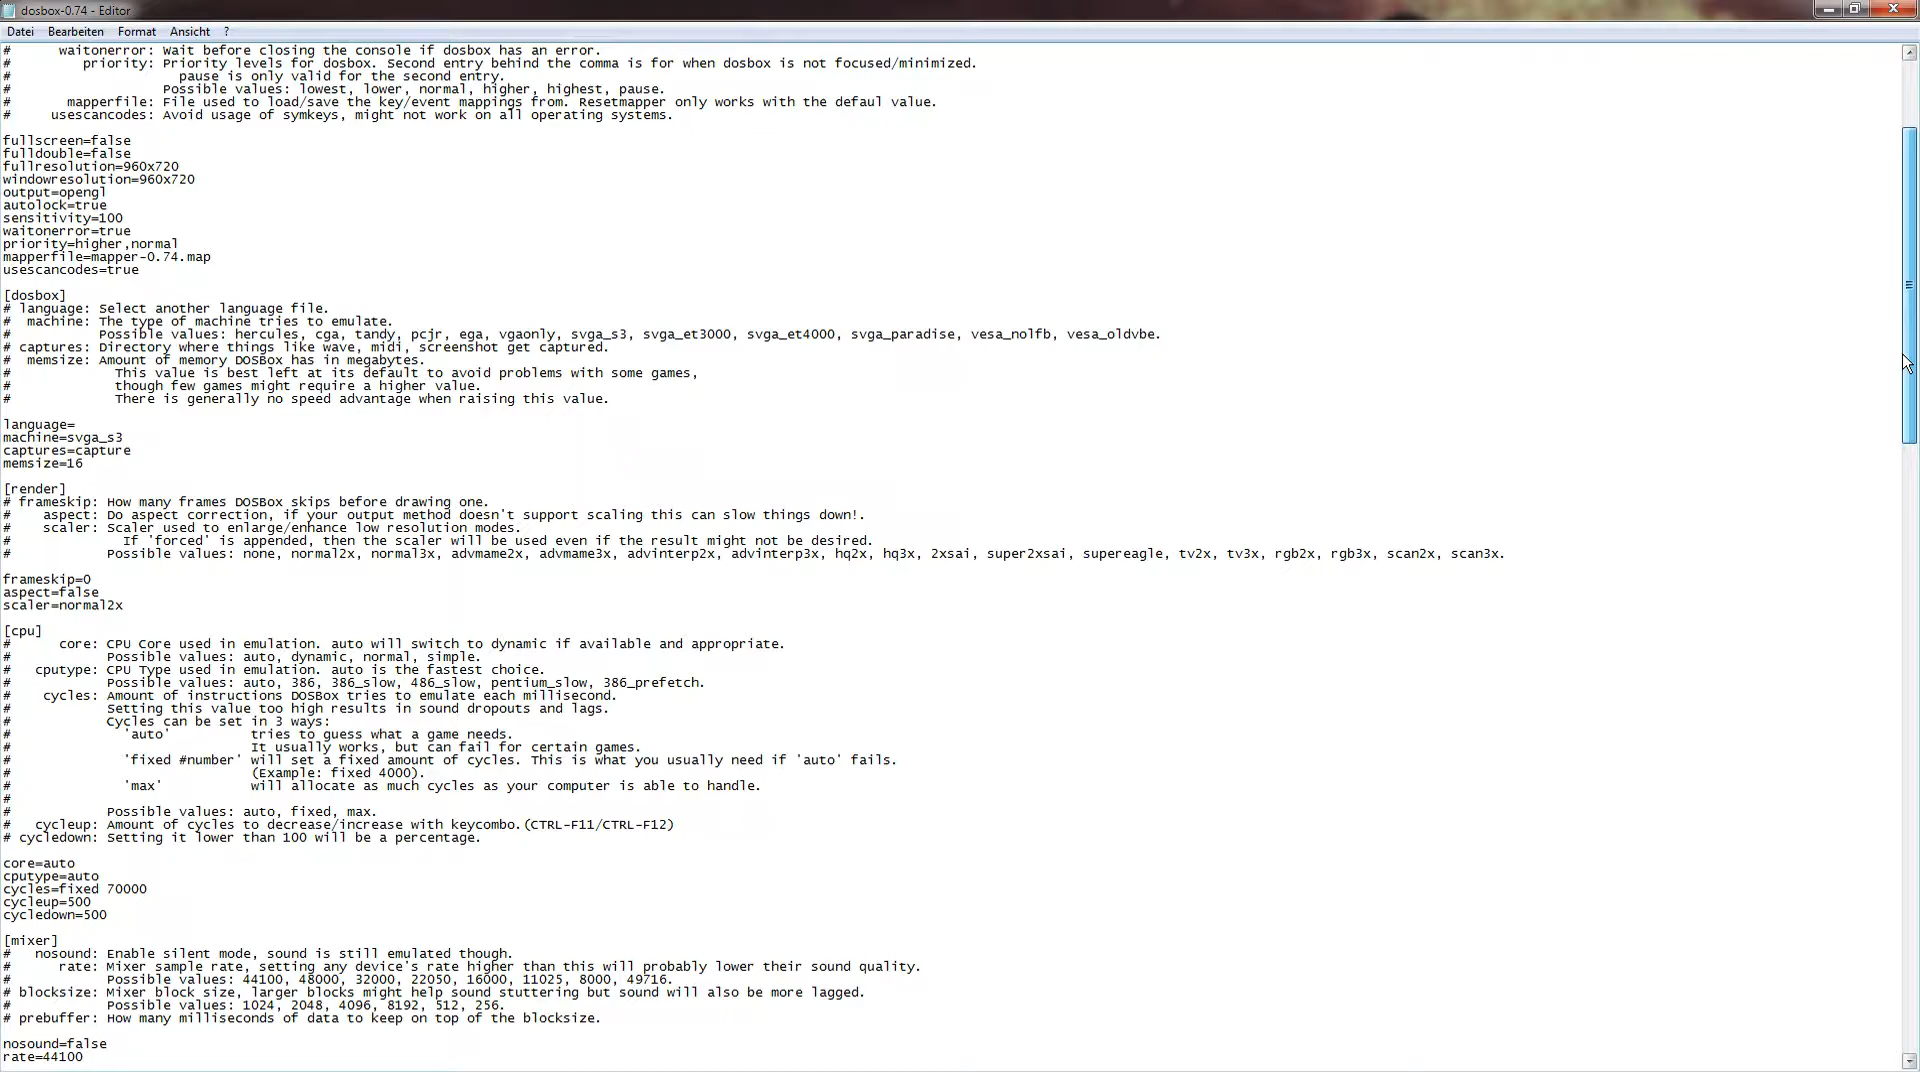 dosbox-0.74 - Editor
Datei Bearbeiten Format Ansicht ?
#      waitonerror: Wait before closing the console if dosbox has an error.
#         priority: Priority levels for dosbox. Second entry behind the comma is for when dosbox is not focused/minimized.
#                     pause is only valid for the second entry.
#                   Possible values: lowest, lower, normal, higher, highest, pause.
#       mapperfile: File used to load/save the key/event mappings from. Resetmapper only works with the defaul value.
#     usescancodes: Avoid usage of symkeys, might not work on all operating systems.
fullscreen=false
fulldouble=false
fullresolution=960x720
windowresolution=960x720
output=opengl
autolock=true
sensitivity=100
waitonerror=true
priority=higher,normal
mapperfile=mapper-0.74.map
usescancodes=true
[dosbox]
# language: Select another language file.
#  machine: The type of machine tries to emulate.
#           Possible values: hercules, cga, tandy, pcjr, ega, vgaonly, svga_s3, svga_et3000, svga_et4000, svga_paradise, vesa_nolfb, vesa_oldvbe.
# captures: Directory where things like wave, midi, screenshot get captured.
#  memsize: Amount of memory DOSBox has in megabytes.
#             This value is best left at its default to avoid problems with some games,
#             though few games might require a higher value.
#             There is generally no speed advantage when raising this value.
language=
machine=svga_s3
captures=capture
memsize=16
[render]
# frameskip: How many frames DOSBox skips before drawing one.
#    aspect: Do aspect correction, if your output method doesn't support scaling this can slow things down!.
#    scaler: Scaler used to enlarge/enhance low resolution modes.
#              If 'forced' is appended, then the scaler will be used even if the result might not be desired.
#            Possible values: none, normal2x, normal3x, advmame2x, advmame3x, advinterp2x, advinterp3x, hq2x, hq3x, 2xsai, super2xsai, supereagle, tv2x, tv3x, rgb2x, rgb3x, scan2x, scan3x.
frameskip=0
aspect=false
scaler=normal2x
[cpu]
#      core: CPU Core used in emulation. auto will switch to dynamic if available and appropriate.
#            Possible values: auto, dynamic, normal, simple.
#   cputype: CPU Type used in emulation. auto is the fastest choice.
#            Possible values: auto, 386, 386_slow, 486_slow, pentium_slow, 386_prefetch.
#    cycles: Amount of instructions DOSBox tries to emulate each millisecond.
#            Setting this value too high results in sound dropouts and lags.
#            Cycles can be set in 3 ways:
#              'auto'          tries to guess what a game needs.
#                              It usually works, but can fail for certain games.
#              'fixed #number' will set a fixed amount of cycles. This is what you usually need if 'auto' fails.
#                              (Example: fixed 4000).
#              'max'           will allocate as much cycles as your computer is able to handle.
#
#            Possible values: auto, fixed, max.
#   cycleup: Amount of cycles to decrease/increase with keycombo.(CTRL-F11/CTRL-F12)
# cycledown: Setting it lower than 100 will be a percentage.
core=auto
cputype=auto
cycles=fixed 70000
cycleup=500
cycledown=500
[mixer]
#   nosound: Enable silent mode, sound is still emulated though.
#      rate: Mixer sample rate, setting any device's rate higher than this will probably lower their sound quality.
#            Possible values: 44100, 48000, 32000, 22050, 16000, 11025, 8000, 49716.
# blocksize: Mixer block size, larger blocks might help sound stuttering but sound will also be more lagged.
#            Possible values: 1024, 2048, 4096, 8192, 512, 256.
# prebuffer: How many milliseconds of data to keep on top of the blocksize.
nosound=false
rate=44100